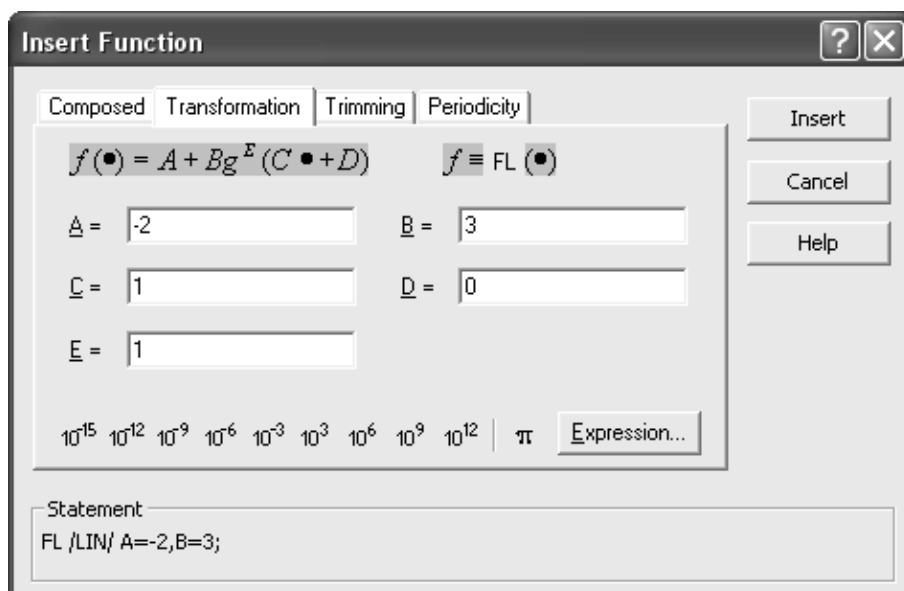 Insert Function
Composed Transformation Trimming Periodicity
f(●) = A + Bg^E (C ● + D) f ≡ FL (●)
A = -2 B = 3
C = 1 D = 0
E = 1
10^-15 10^-12 10^-9 10^-6 10^-3 10^3 10^6 10^9 10^12 π Expression...
Insert
Cancel
Help
Statement
FL /LIN/ A=-2,B=3;